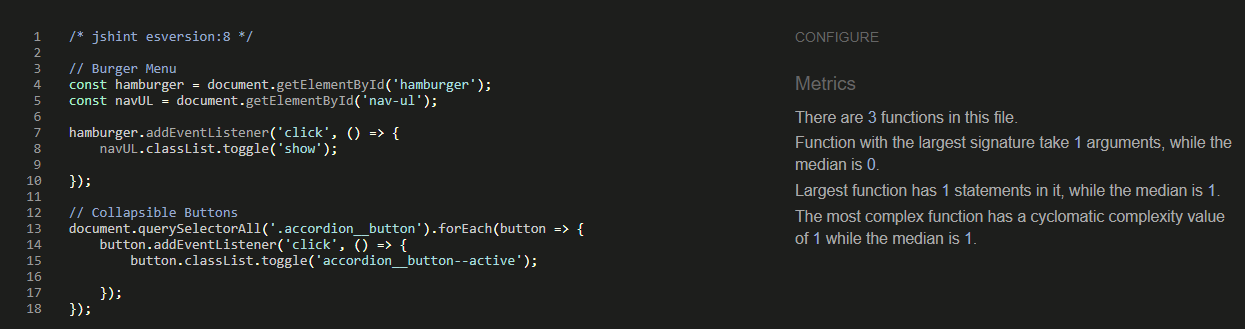 1 /* jshint esversion:8 */
2
3 // Burger Menu
4 const hamburger = document.getElementById('hamburger');
5 const navUL = document.getElementById('nav-ul');
6
7 hamburger.addEventListener('click', () => {
8     navUL.classList.toggle('show');
9
10 });
11
12 // Collapsible Buttons
13 document.querySelectorAll('.accordion__button').forEach(button => {
14     button.addEventListener('click', () => {
15         button.classList.toggle('accordion__button--active');
16
17     });
18 });
CONFIGURE
Metrics
There are 3 functions in this file.
Function with the largest signature take 1 arguments, while the
median is 0.
Largest function has 1 statements in it, while the median is 1.
The most complex function has a cyclomatic complexity value
of 1 while the median is 1.